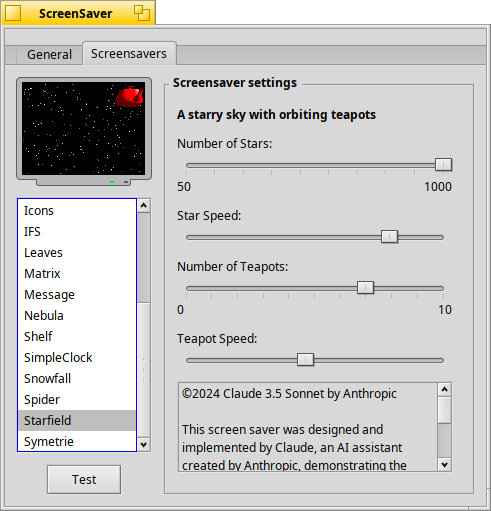 ScreenSaver
General
Screensavers
Screensaver settings
A starry sky with orbiting teapots
Number of Stars:
50
1000
Star Speed:
Number of Teapots:
0
10
Teapot Speed:
©2024 Claude 3.5 Sonnet by Anthropic
This screen saver was designed and
implemented by Claude, an AI assistant
created by Anthropic, demonstrating the
Icons
IFS
Leaves
Matrix
Message
Nebula
Shelf
SimpleClock
Snowfall
Spider
Starfield
Symetrie
Test